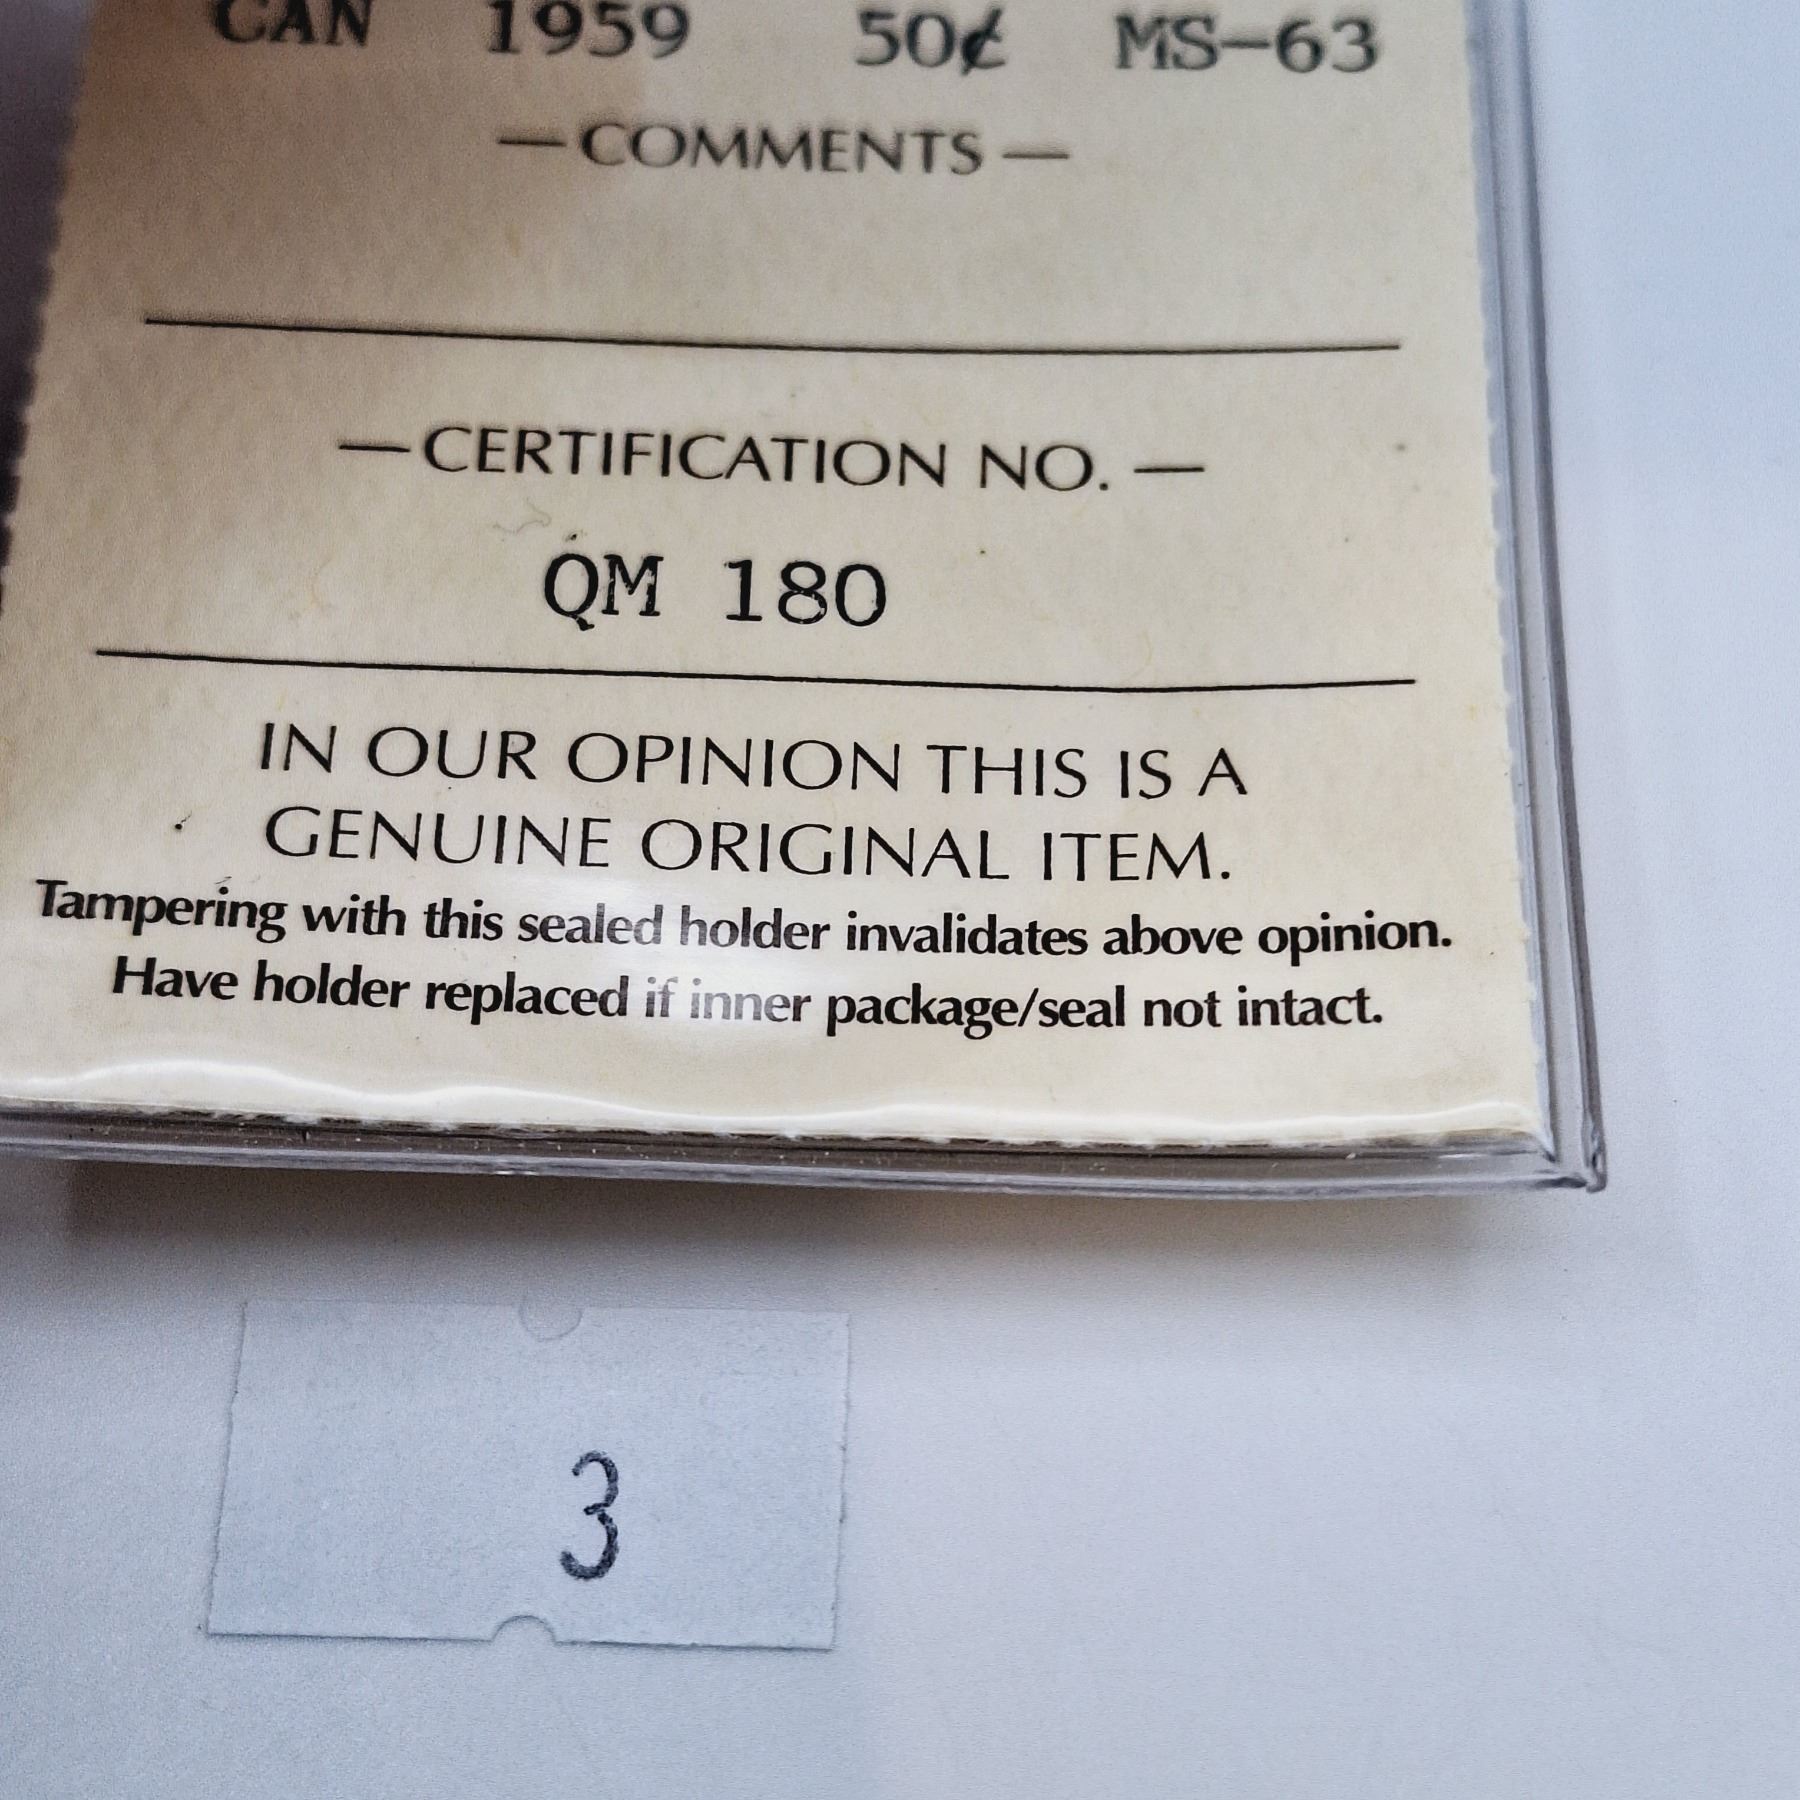 CAN 1959 50¢ MS-63
—COMMENTS—
—CERTIFICATION NO.—
QM 180
IN OUR OPINION THIS IS A
GENUINE ORIGINAL ITEM.
Tampering with this sealed holder invalidates above opinion.
Have holder replaced if inner package/seal not intact.
3